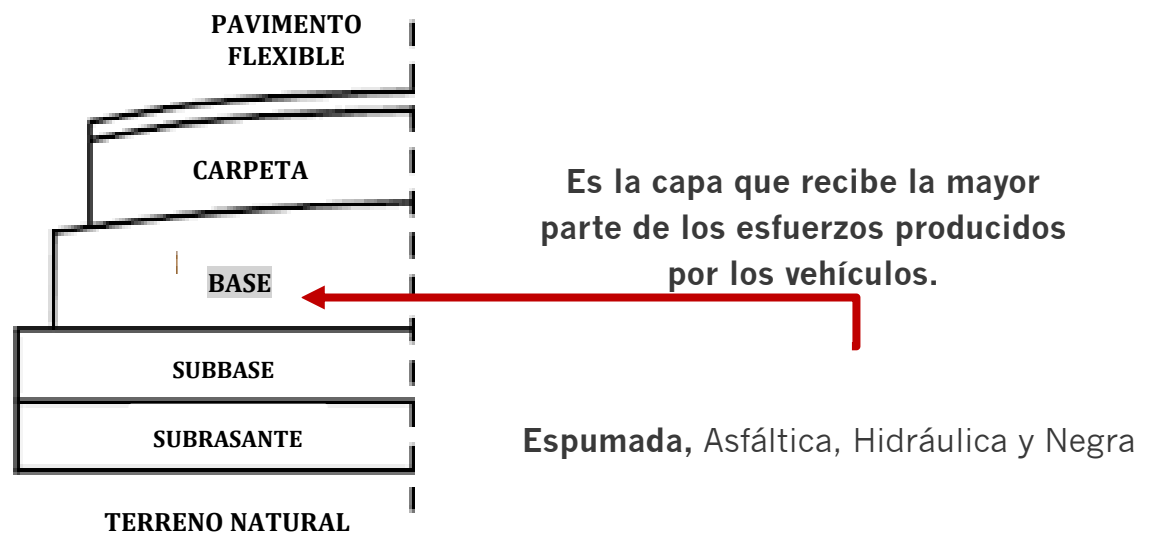 PAVIMENTO
FLEXIBLE
CARPETA
BASE
SUBBASE
SUBRASANTE
TERRENO NATURAL
Es la capa que recibe la mayor
parte de los esfuerzos producidos
por los vehículos.
Espumada, Asfáltica, Hidráulica y Negra